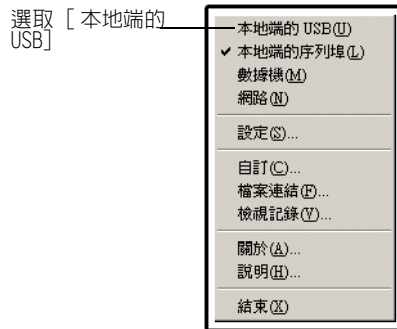 選取［本地端的
USB］
本地端的 USB(U)
✓ 本地端的序列埠(L)
數據機(M)
網路(N)
設定(S)...
自訂(C)...
檔案連結(F)...
檢視記錄(V)...
關於(A)...
說明(H)...
結束(X)